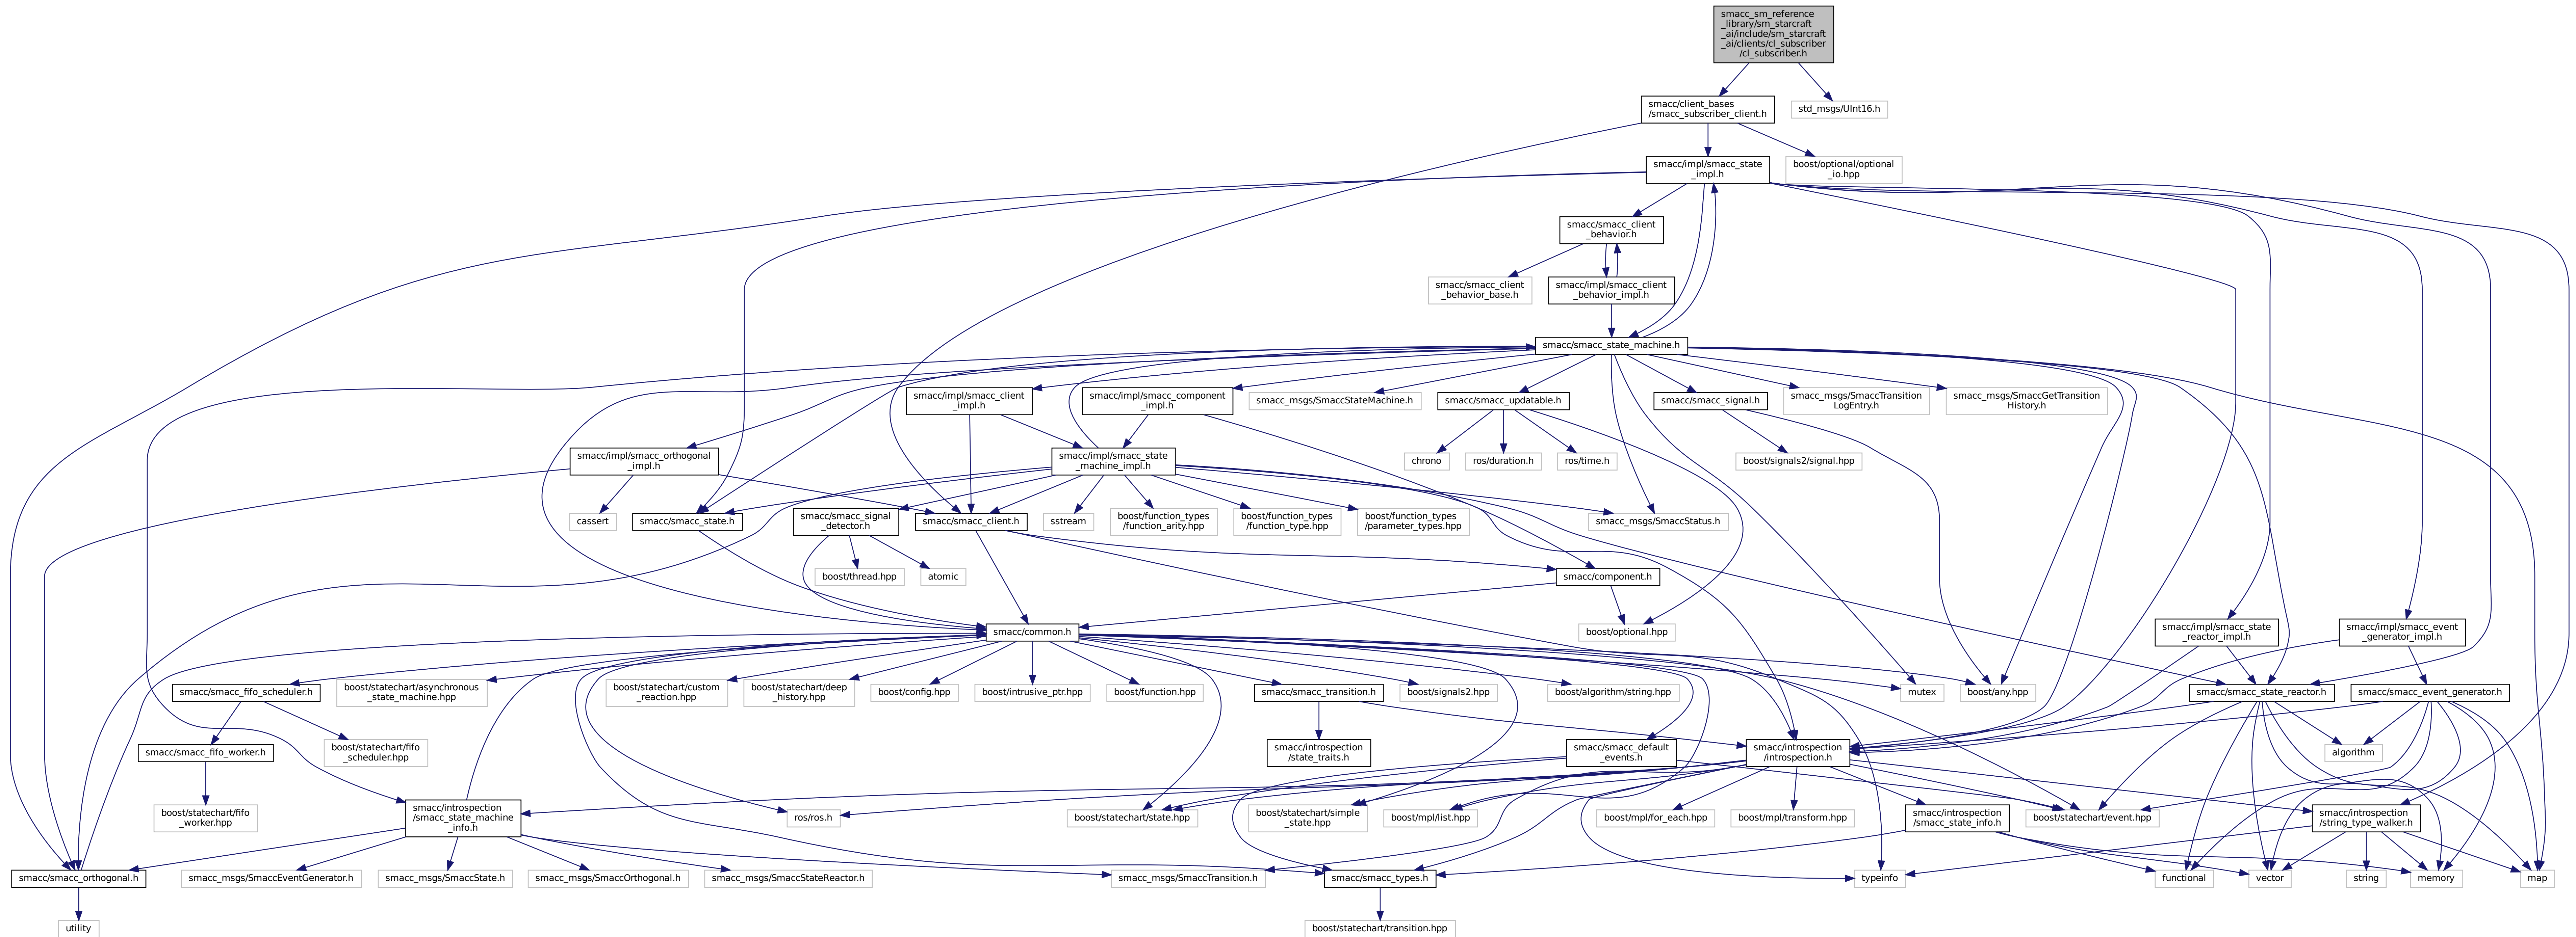 smacc_sm_reference
_library/sm_starcraft
_ai/include/sm_starcraft
_ai/clients/cl_subscriber
/cl_subscriber.h
smacc/client_bases
/smacc_subscriber_client.h
std_msgs/UInt16.h
smacc/impl/smacc_state
_impl.h
boost/optional/optional
_io.hpp
smacc/smacc_client
_behavior.h
smacc/smacc_client
_behavior_base.h
smacc/impl/smacc_client
_behavior_impl.h
smacc/smacc_state_machine.h
smacc/impl/smacc_client
_impl.h
smacc/impl/smacc_component
_impl.h
smacc_msgs/SmaccStateMachine.h
smacc/smacc_updatable.h
smacc/smacc_signal.h
smacc_msgs/SmaccTransition
LogEntry.h
smacc_msgs/SmaccGetTransition
History.h
smacc/impl/smacc_orthogonal
_impl.h
smacc/impl/smacc_state
_machine_impl.h
chrono
ros/duration.h
ros/time.h
boost/signals2/signal.hpp
cassert
smacc/smacc_state.h
smacc/smacc_signal
_detector.h
smacc/smacc_client.h
sstream
boost/function_types
/function_arity.hpp
boost/function_types
/function_type.hpp
boost/function_types
/parameter_types.hpp
smacc_msgs/SmaccStatus.h
boost/thread.hpp
atomic
smacc/component.h
smacc/common.h
boost/optional.hpp
smacc/impl/smacc_state
_reactor_impl.h
smacc/impl/smacc_event
_generator_impl.h
smacc/smacc_fifo_scheduler.h
boost/statechart/asynchronous
_state_machine.hpp
boost/statechart/custom
_reaction.hpp
boost/statechart/deep
_history.hpp
boost/config.hpp
boost/intrusive_ptr.hpp
boost/function.hpp
smacc/smacc_transition.h
boost/signals2.hpp
boost/algorithm/string.hpp
mutex
boost/any.hpp
smacc/smacc_state_reactor.h
smacc/smacc_event_generator.h
smacc/smacc_fifo_worker.h
boost/statechart/fifo
_scheduler.hpp
smacc/introspection
/state_traits.h
smacc/smacc_default
_events.h
smacc/introspection
/introspection.h
algorithm
boost/statechart/fifo
_worker.hpp
smacc/introspection
/smacc_state_machine
_info.h
ros/ros.h
boost/statechart/state.hpp
boost/statechart/simple
_state.hpp
boost/mpl/list.hpp
boost/mpl/for_each.hpp
boost/mpl/transform.hpp
smacc/introspection
/smacc_state_info.h
boost/statechart/event.hpp
smacc/introspection
/string_type_walker.h
smacc/smacc_orthogonal.h
smacc_msgs/SmaccEventGenerator.h
smacc_msgs/SmaccState.h
smacc_msgs/SmaccOrthogonal.h
smacc_msgs/SmaccStateReactor.h
smacc_msgs/SmaccTransition.h
smacc/smacc_types.h
typeinfo
functional
vector
string
memory
map
utility
boost/statechart/transition.hpp